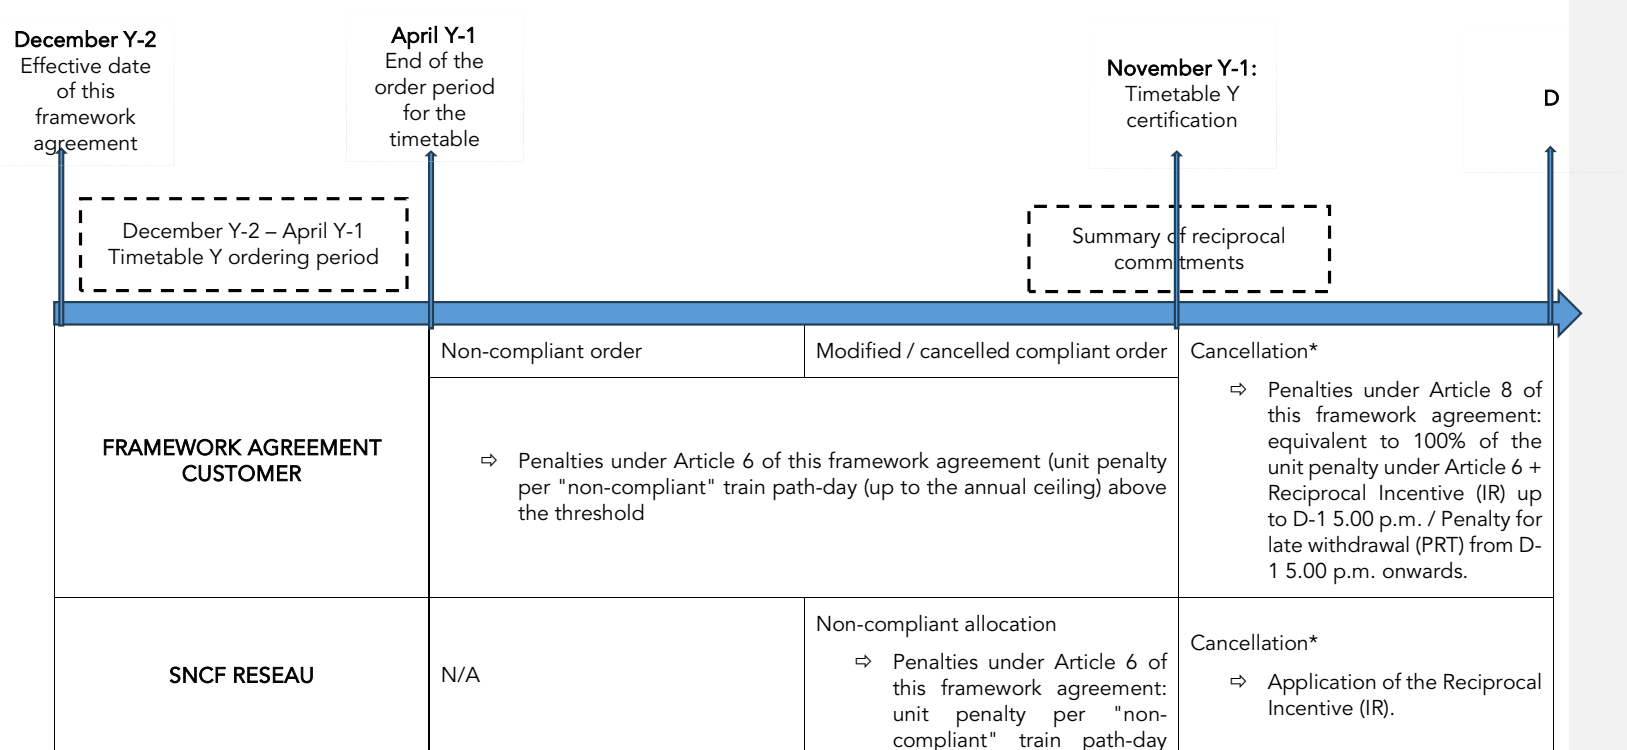 December Y-2
Effective date
of this
framework
agreement
April Y-1
End of the
order period
for the
timetable
November Y-1:
Timetable Y
certification
D
December Y-2 – April Y-1
Timetable Y ordering period
Summary of reciprocal
commitments
Non-compliant order
Modified / cancelled compliant order
Cancellation*
FRAMEWORK AGREEMENT
CUSTOMER
⇨ Penalties under Article 6 of this framework agreement (unit penalty
per "non-compliant" train path-day (up to the annual ceiling) above
the threshold
⇨ Penalties under Article 8 of
this framework agreement:
equivalent to 100% of the
unit penalty under Article 6 +
Reciprocal Incentive (IR) up
to D-1 5.00 p.m. / Penalty for
late withdrawal (PRT) from D-
1 5.00 p.m. onwards.
SNCF RESEAU
N/A
Non-compliant allocation
⇨ Penalties under Article 6 of
this framework agreement:
unit penalty per "non-
compliant" train path-day
Cancellation*
⇨ Application of the Reciprocal
Incentive (IR).